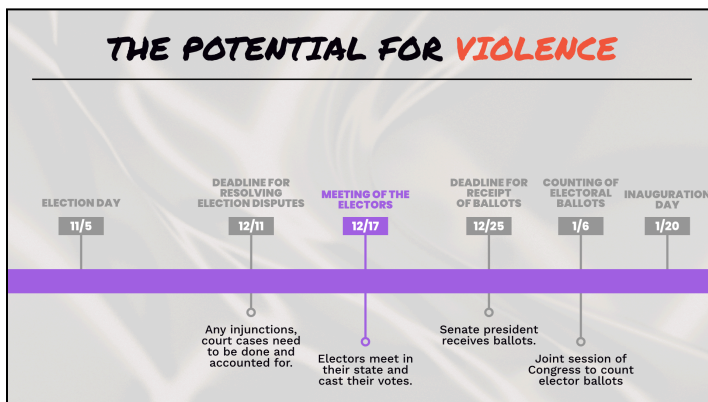 THE POTENTIAL FOR VIOLENCE
ELECTION DAY
11/5
DEADLINE FOR
RESOLVING
ELECTION DISPUTES
12/11
Any injunctions,
court cases need
to be done and
accounted for.
MEETING OF THE
ELECTORS
12/17
Electors meet in
their state and
cast their votes.
DEADLINE FOR
RECEIPT
OF BALLOTS
12/25
Senate president
receives ballots.
COUNTING OF
ELECTORAL
BALLOTS
1/6
Joint session of
Congress to count
elector ballots
INAUGURATION
DAY
1/20